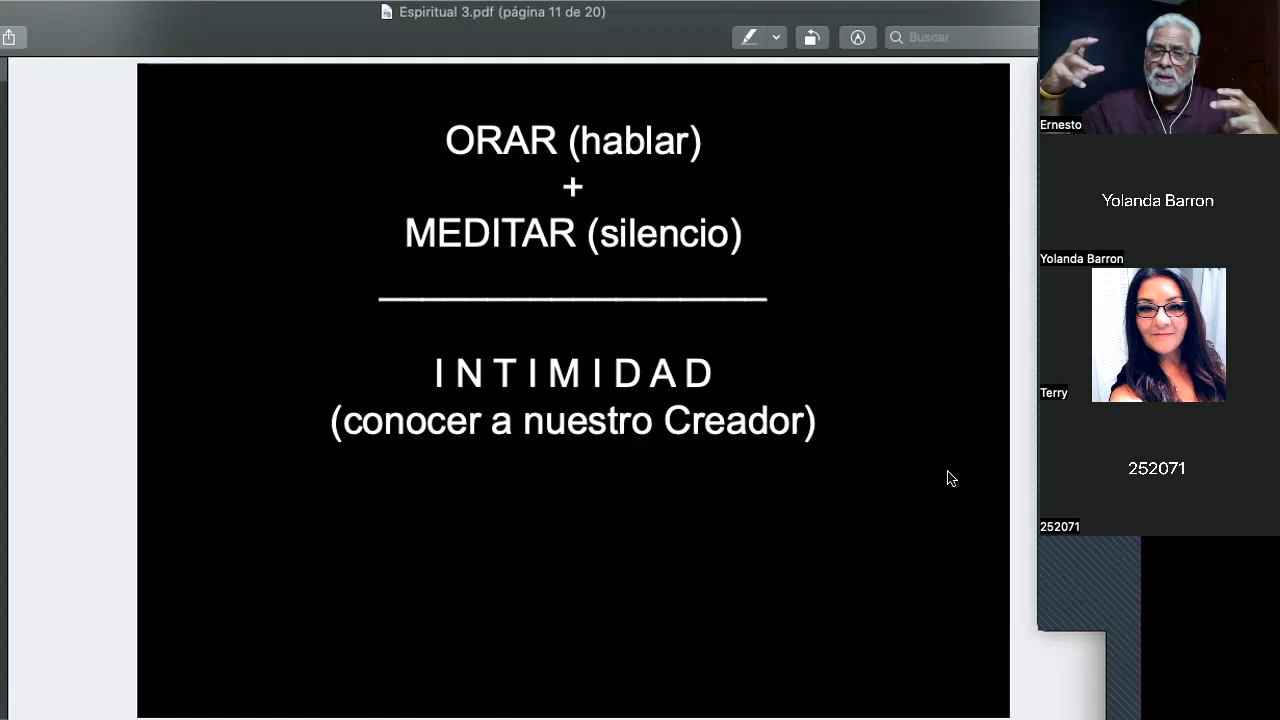 Espiritual 3.pdf (página 11 de 20)
Buscar
ORAR (hablar)
+
MEDITAR (silencio)
I N T I M I D A D
(conocer a nuestro Creador)
Ernesto
Yolanda Barron
Yolanda Barron
Terry
252071
252071